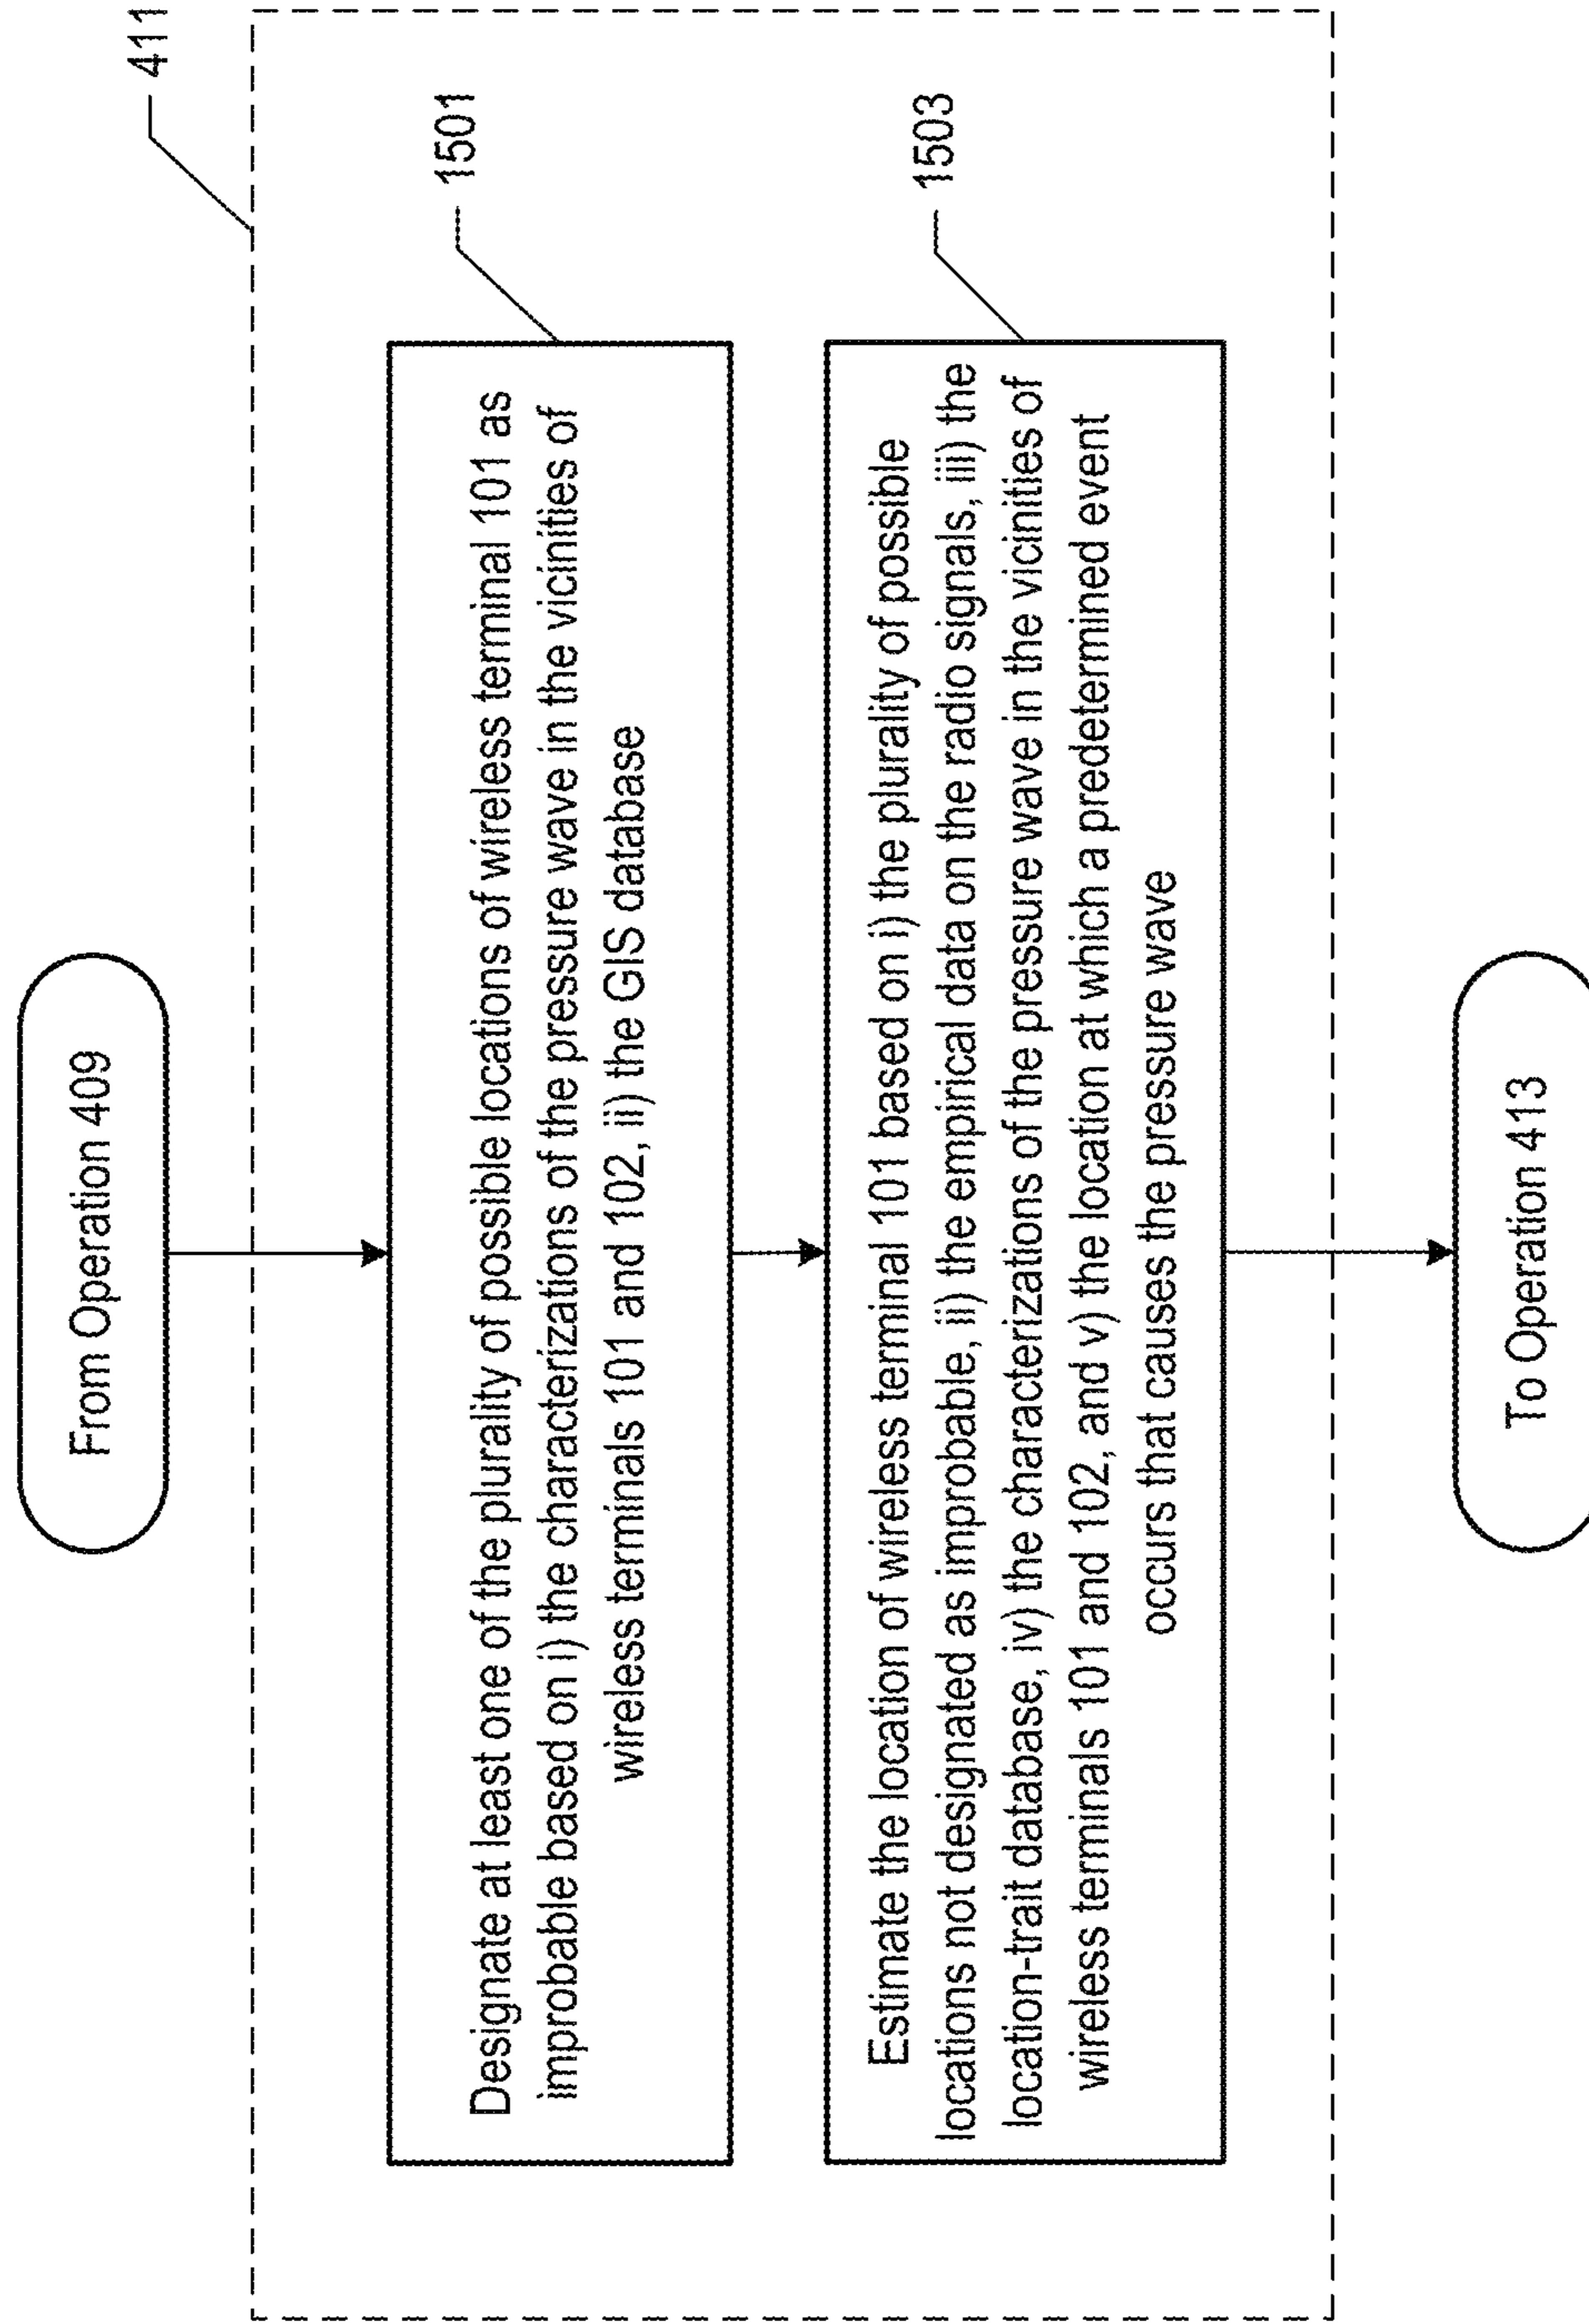 From Operation 409
411
1501
Designate at least one of the plurality of possible locations of wireless terminal 101 as
improbable based on i) the characterizations of the pressure wave in the vicinities of
wireless terminals 101 and 102, ii) the GIS database
1503
Estimate the location of wireless terminal 101 based on i) the plurality of possible
locations not designated as improbable, ii) the empirical data on the radio signals, iii) the
location-trait database, iv) the characterizations of the pressure wave in the vicinities of
wireless terminals 101 and 102, and v) the location at which a predetermined event
occurs that causes the pressure wave
To Operation 413